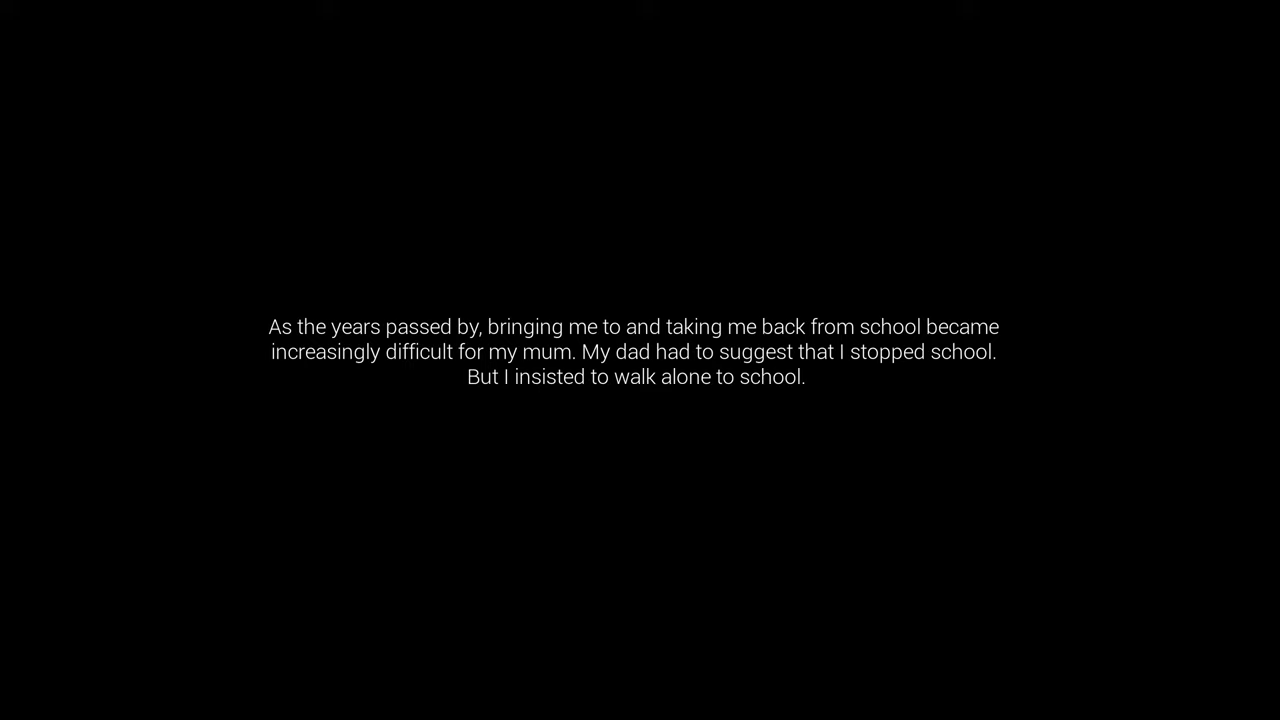 As the years passed by, bringing me to and taking me back from school became
increasingly difficult for my mum. My dad had to suggest that I stopped school.
But I insisted to walk alone to school.